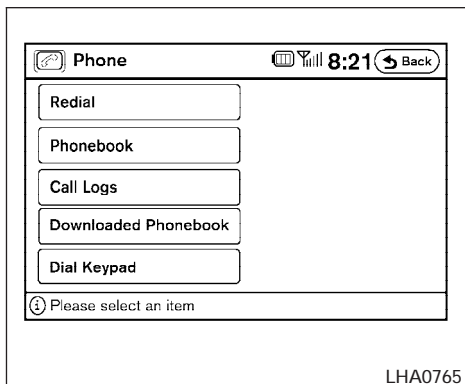 Phone 8:21 Back
Redial
Phonebook
Call Logs
Downloaded Phonebook
Dial Keypad
i Please select an item
LHA0765